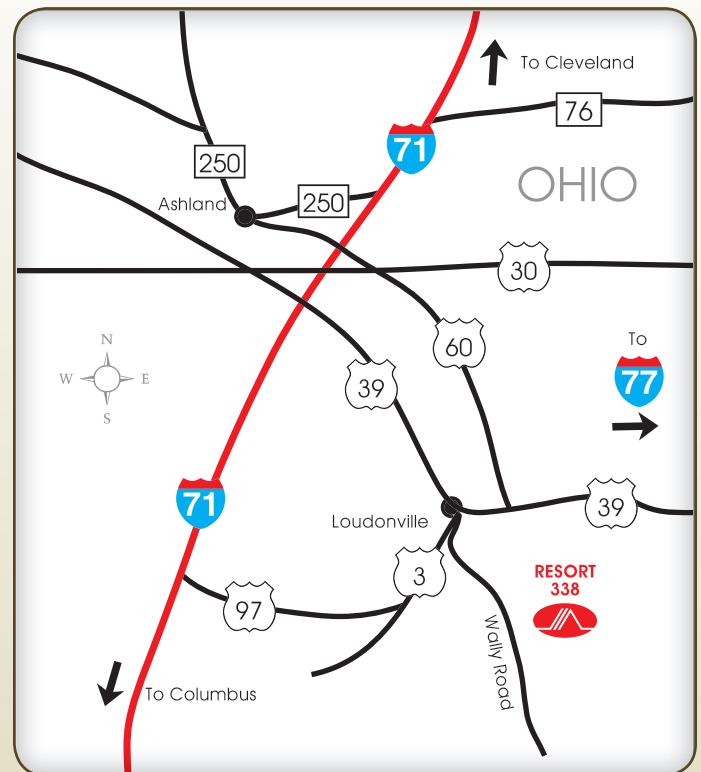 To Cleveland
76
71
250
OHIO
Ashland
250
30
N
W E
S
60
To
77
39
71
39
Loudonville
RESORT
338
3
97
Wally Road
To Columbus